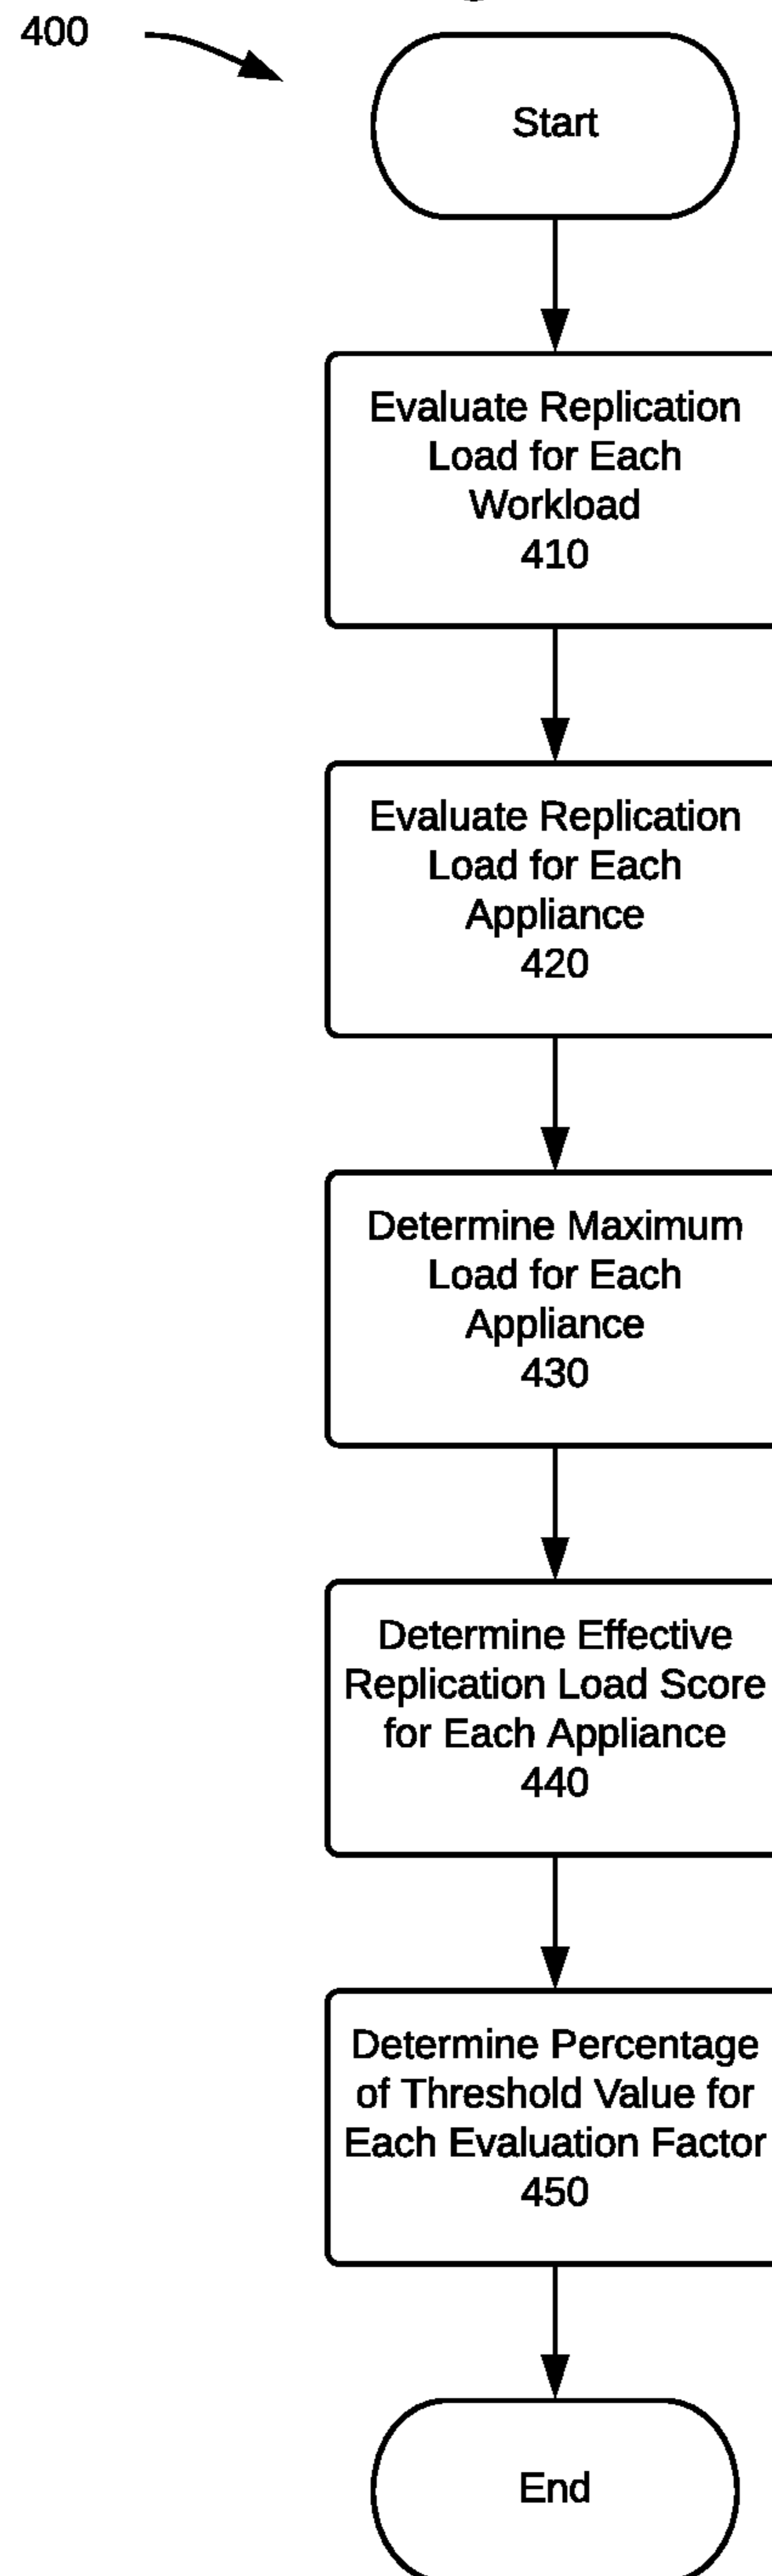 400
Start
Evaluate Replication
Load for Each
Workload
410
Evaluate Replication
Load for Each
Appliance
420
Determine Maximum
Load for Each
Appliance
430
Determine Effective
Replication Load Score
for Each Appliance
440
Determine Percentage
of Threshold Value for
Each Evaluation Factor
450
End